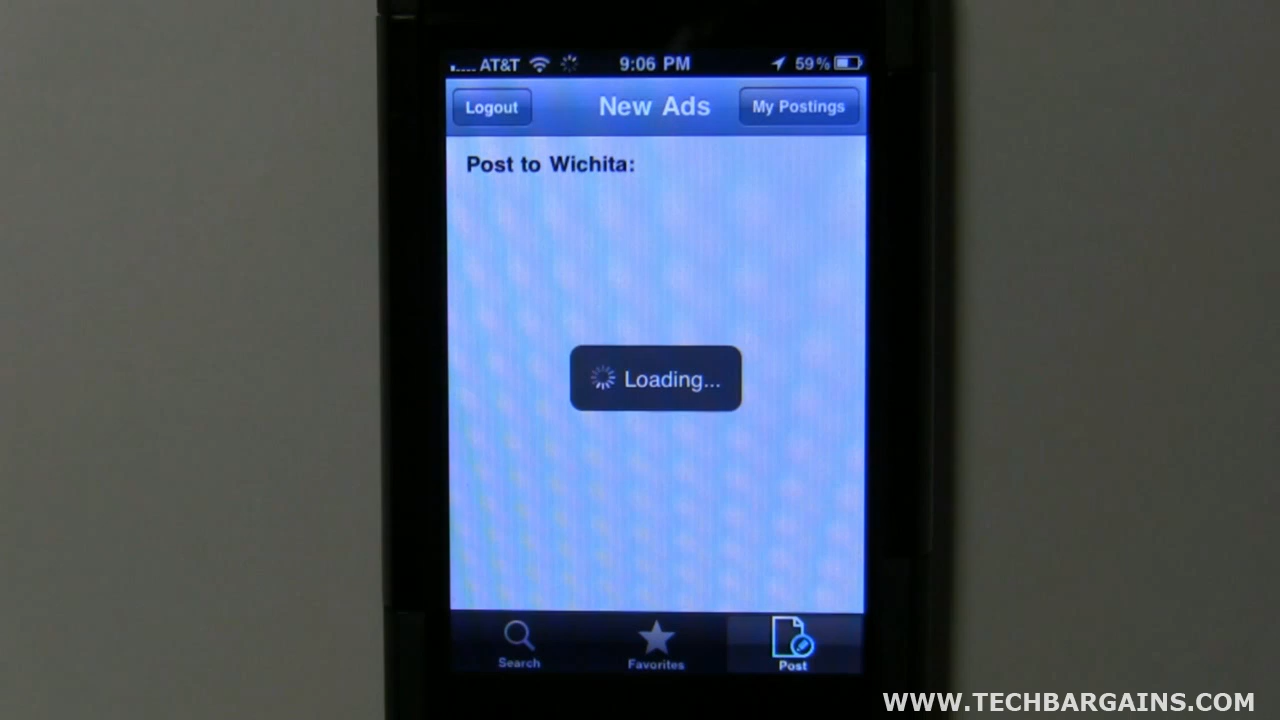 AT&T 9:06 PM 59%
Logout New Ads My Postings
Post to Wichita:
Loading...
Search Favorites Post
WWW.TECHBARGAINS.COM